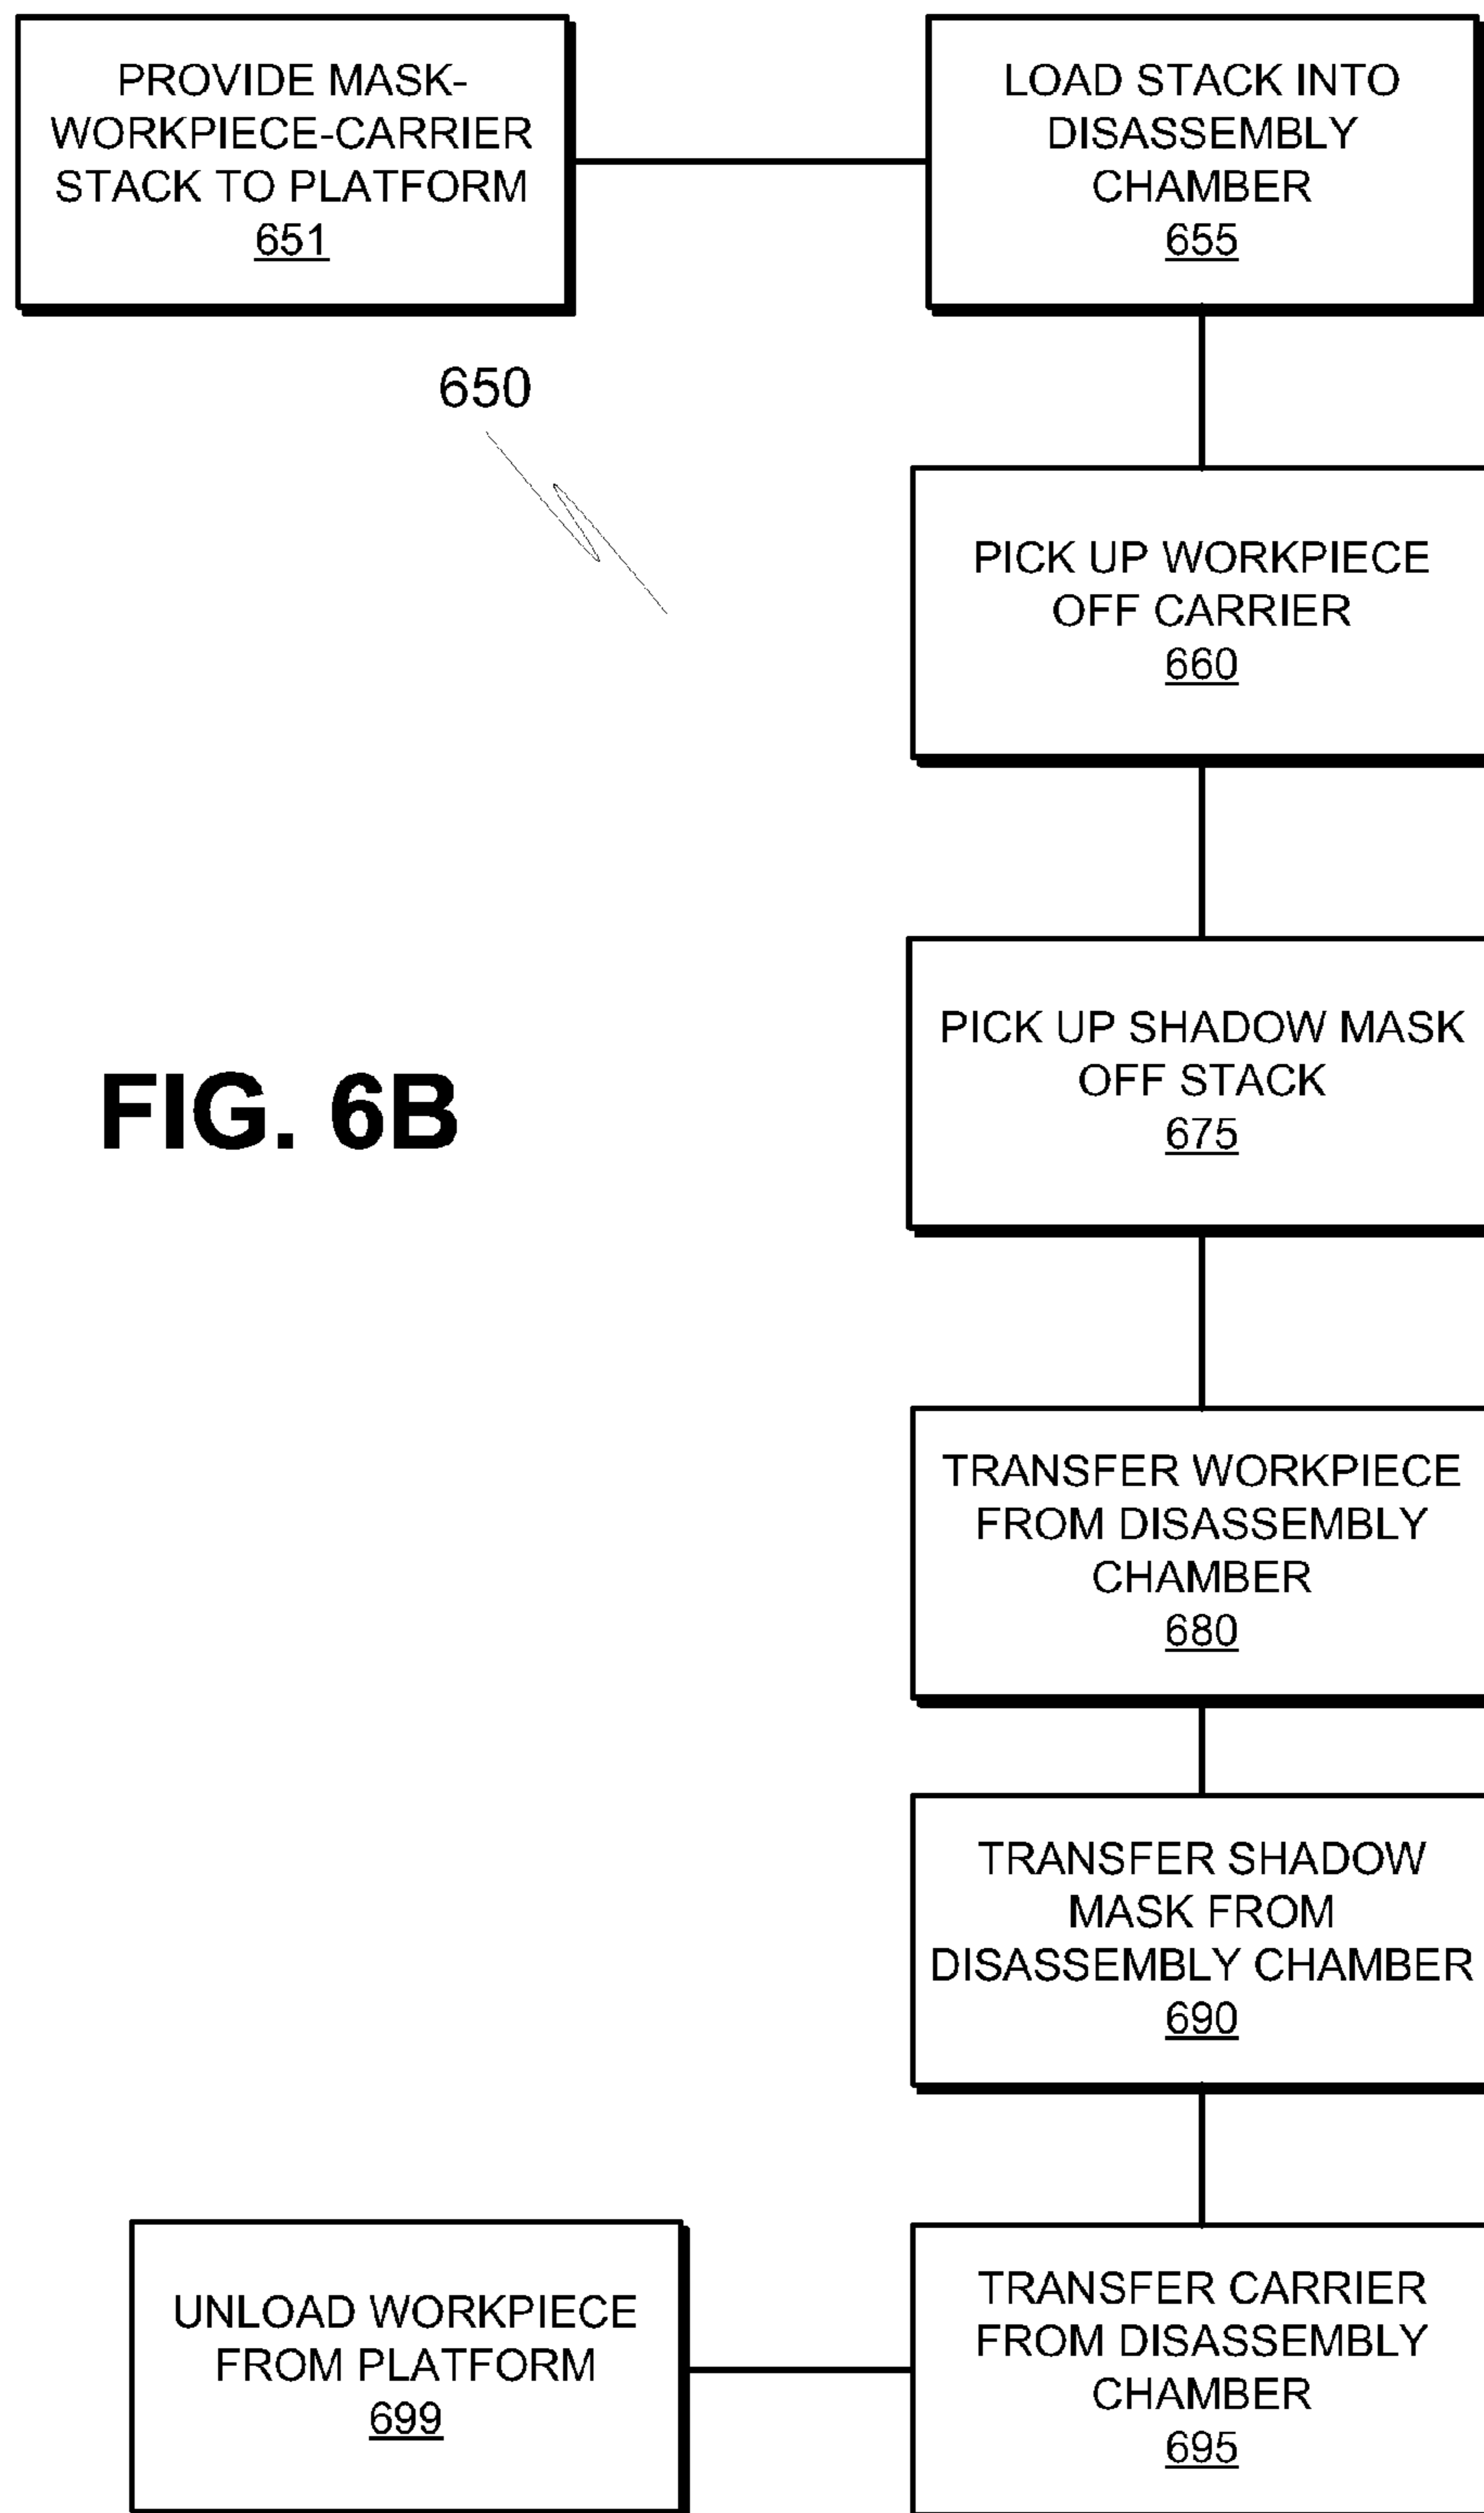 PROVIDE MASK-
WORKPIECE-CARRIER
STACK TO PLATFORM
651
LOAD STACK INTO
DISASSEMBLY
CHAMBER
655
650
PICK UP WORKPIECE
OFF CARRIER
660
PICK UP SHADOW MASK
OFF STACK
675
FIG. 6B
TRANSFER WORKPIECE
FROM DISASSEMBLY
CHAMBER
680
TRANSFER SHADOW
MASK FROM
DISASSEMBLY CHAMBER
690
TRANSFER CARRIER
FROM DISASSEMBLY
CHAMBER
695
UNLOAD WORKPIECE
FROM PLATFORM
699